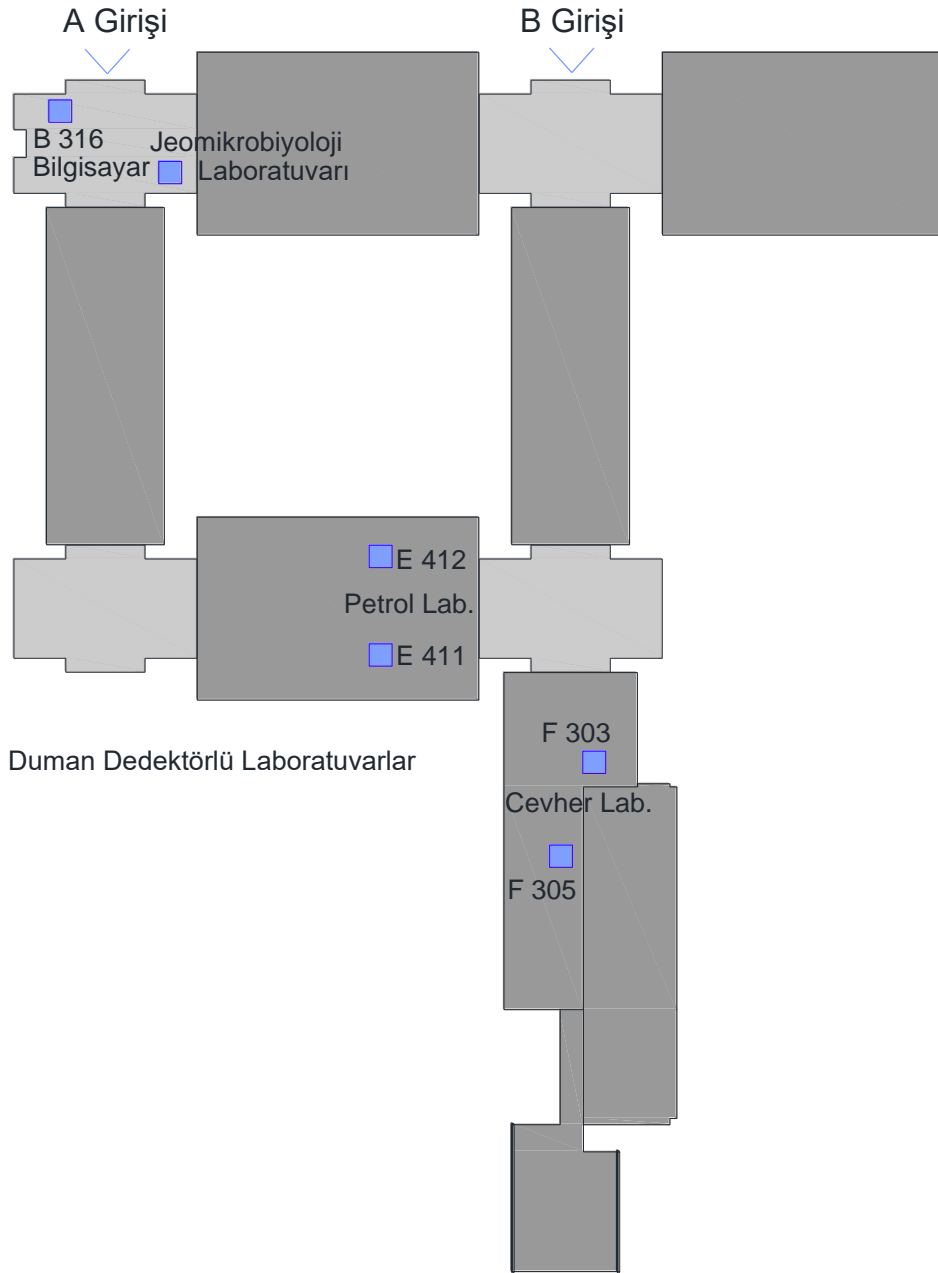 A Girişi
B Girişi
B 316
Bilgisayar
Jeomikrobiyoloji
Laboratuvarı
E 412
Petrol Lab.
E 411
Duman Dedektörlü Laboratuvarlar
F 303
Cevher Lab.
F 305